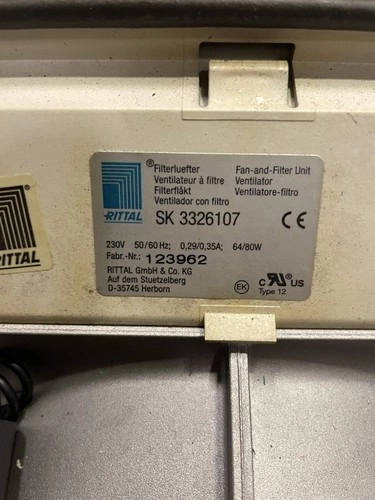 ®Filterluefter Fan-and-Filter Unit
Ventilateur à filtre Ventilator
Filterfläkt Ventilatore-filtro
Ventilador con filtro
RITTAL SK 3326107 CE
230V 50/60Hz; 0,29/0,35A; 64/80W
Fabr.-Nr.: 123962
RITTAL GmbH & Co. KG
Auf dem Stuetzelberg
D-35745 Herborn
EK
C UR US
Type 12
RITTAL